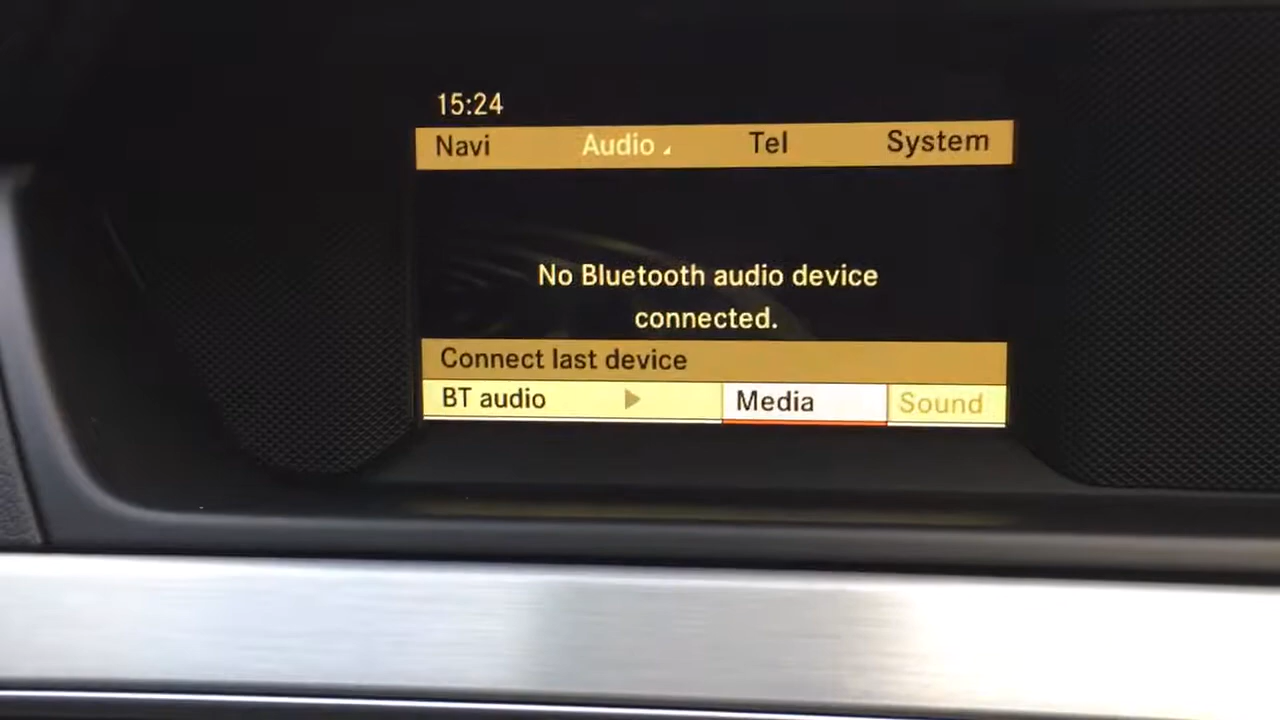 15:24
Navi Audio Tel System
No Bluetooth audio device
connected.
Connect last device
BT audio Media Sound